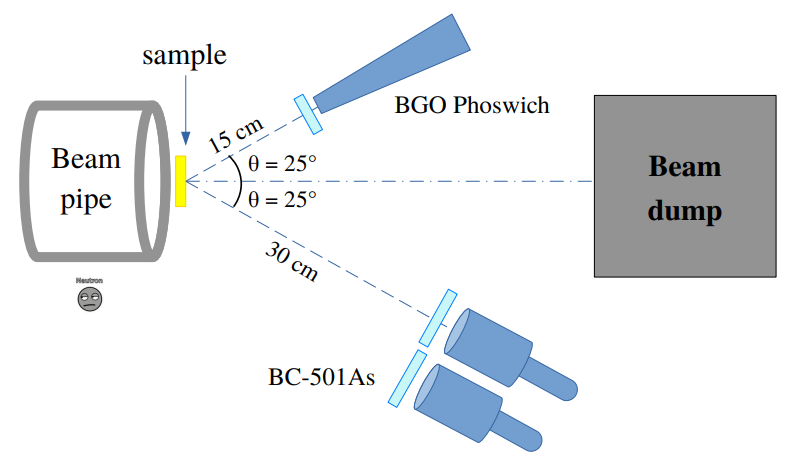 sample
BGO Phoswich
15 cm
Beam
pipe
θ = 25°
θ = 25°
Beam
dump
30 cm
Neutron
BC-501As